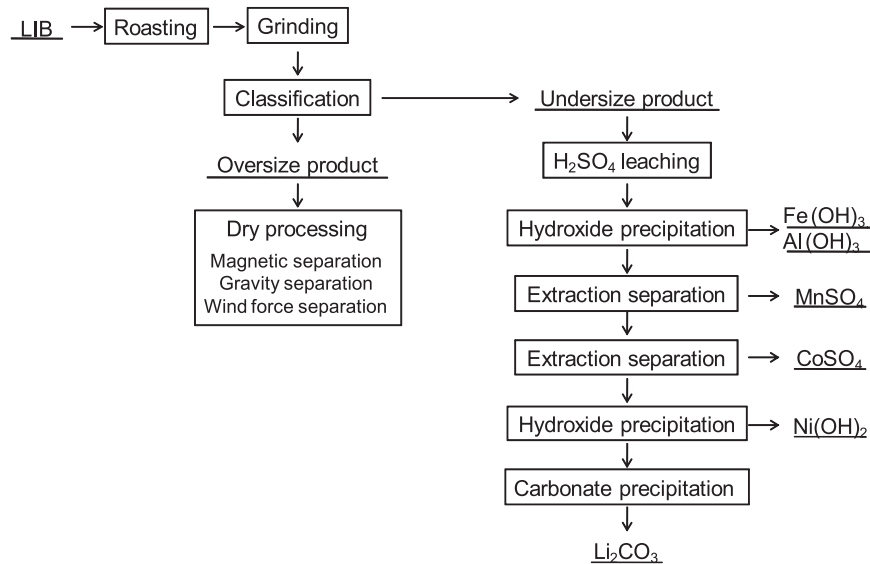 LIB
Roasting
Grinding
Classification
Undersize product
Oversize product
H₂SO₄ leaching
Dry processing
Magnetic separation
Gravity separation
Wind force separation
Hydroxide precipitation
Fe(OH)₃
Al(OH)₃
Extraction separation
MnSO₄
Extraction separation
CoSO₄
Hydroxide precipitation
Ni(OH)₂
Carbonate precipitation
Li₂CO₃